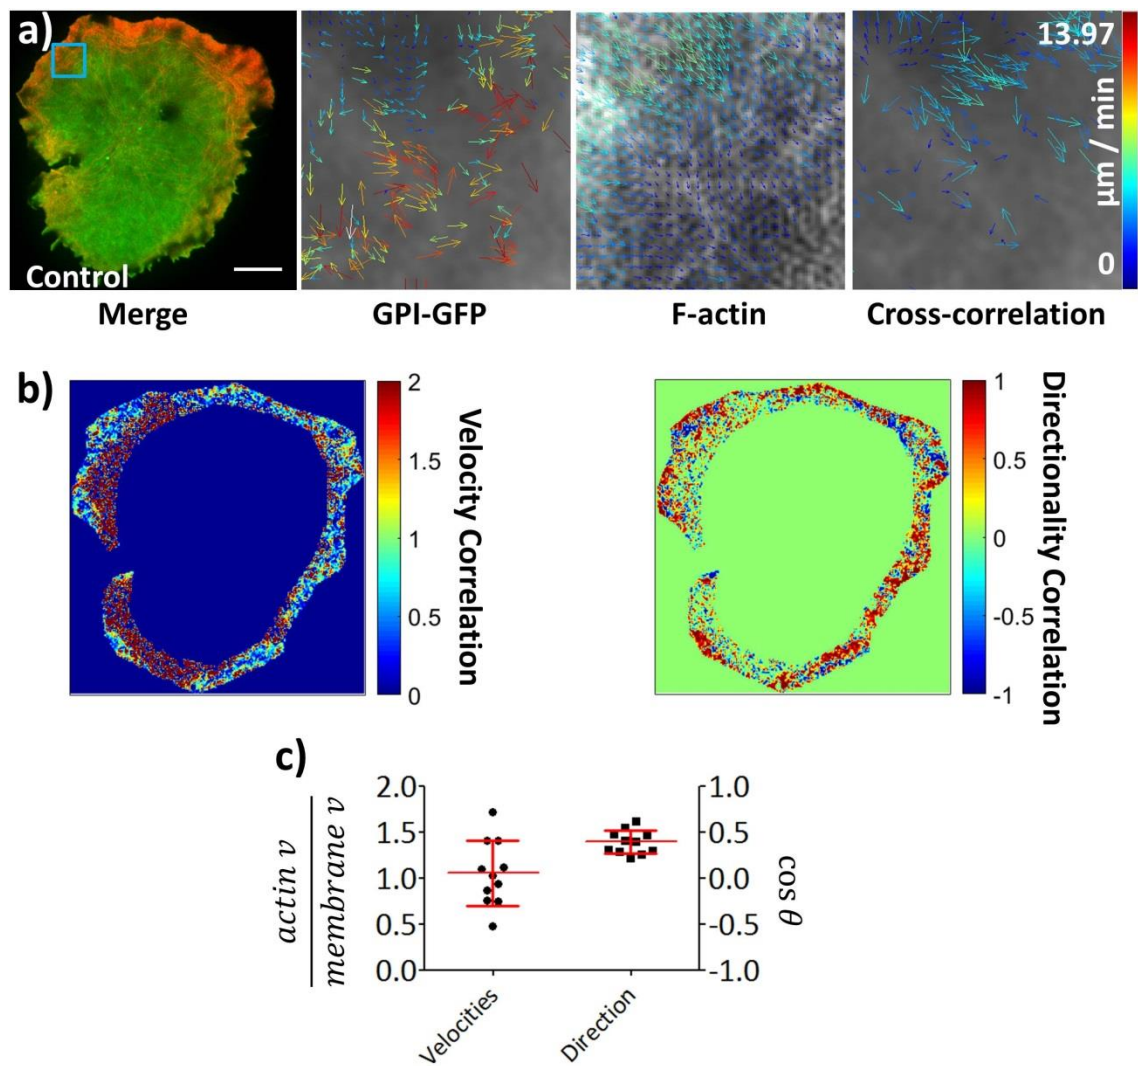 a)
Control
13.97
µm / min
0
Merge
GPI-GFP
F-actin
Cross-correlation
b)
2
1.5
1
0.5
0
Velocity Correlation
1
0.5
0
-0.5
-1
Directionality Correlation
c)
actin v
membrane v
2.0
1.5
1.0
0.5
0.0
1.0
0.5
0.0
-0.5
-1.0
cos θ
Velocities
Direction